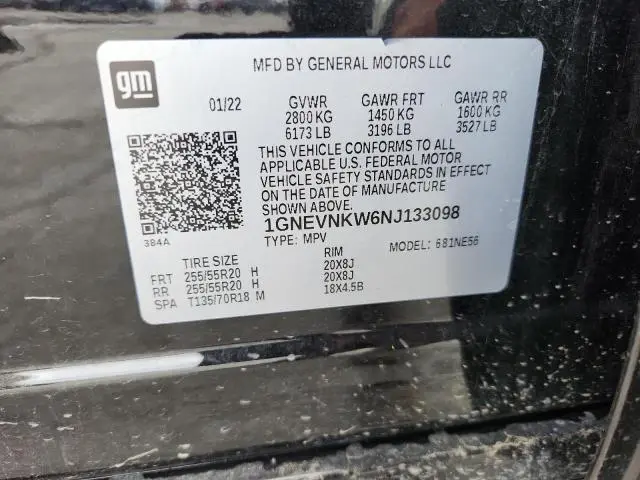 gm
MFD BY GENERAL MOTORS LLC
01/22 GVWR GAWR FRT GAWR RR
2800 KG 1450 KG 1600 KG
6173 LB 3196 LB 3527 LB
THIS VEHICLE CONFORMS TO ALL
APPLICABLE U.S. FEDERAL MOTOR
VEHICLE SAFETY STANDARDS IN EFFECT
ON THE DATE OF MANUFACTURE
SHOWN ABOVE.
1GNEVNKW6NJ133098
384A
TYPE: MPV MODEL: 681NE56
TIRE SIZE RIM
FRT 255/55R20 H 20X8J
RR 255/55R20 H 20X8J
SPA T135/70R18 M 18X4.5B